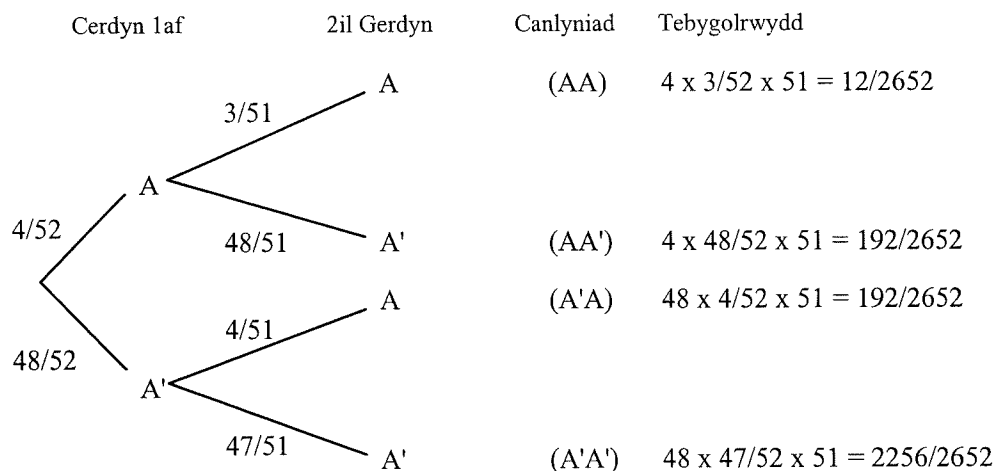 Cerdyn 1af 2il Gerdyn Canlyniad Tebygolrwydd
A (AA) 4 x 3/52 x 51 = 12/2652
3/51
A
4/52
48/51 A' (AA') 4 x 48/52 x 51 = 192/2652
A (A'A) 48 x 4/52 x 51 = 192/2652
4/51
48/52
A'
47/51
A' (A'A') 48 x 47/52 x 51 = 2256/2652